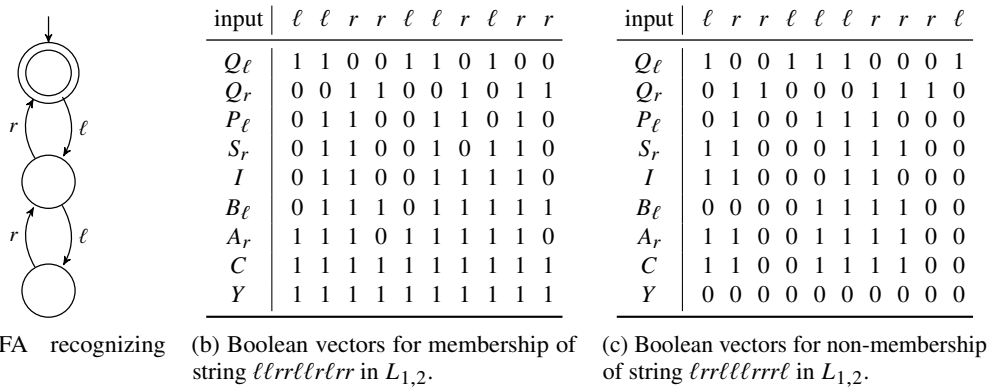 r ℓ
r ℓ
FA recognizing
input ℓ ℓ r r ℓ ℓ r ℓ r r
Qℓ 1 1 0 0 1 1 0 1 0 0
Qr 0 0 1 1 0 0 1 0 1 1
Pℓ 0 1 1 0 0 1 1 0 1 0
Sr 0 1 1 0 0 1 0 1 1 0
I 0 1 1 0 0 1 1 1 1 0
Bℓ 0 1 1 1 0 1 1 1 1 1
Ar 1 1 1 0 1 1 1 1 1 0
C 1 1 1 1 1 1 1 1 1 1
Y 1 1 1 1 1 1 1 1 1 1
(b) Boolean vectors for membership of
string ℓℓrrℓℓrℓrr in L1,2.
input ℓ r r ℓ ℓ ℓ r r r ℓ
Qℓ 1 0 0 1 1 1 0 0 0 1
Qr 0 1 1 0 0 0 1 1 1 0
Pℓ 0 1 0 0 1 1 1 0 0 0
Sr 1 1 0 0 0 1 1 1 0 0
I 1 1 0 0 0 1 1 0 0 0
Bℓ 0 0 0 0 1 1 1 1 0 0
Ar 1 1 0 0 1 1 1 1 0 0
C 1 1 0 0 1 1 1 1 0 0
Y 0 0 0 0 0 0 0 0 0 0
(c) Boolean vectors for non-membership
of string ℓrrℓℓℓrrrℓ in L1,2.